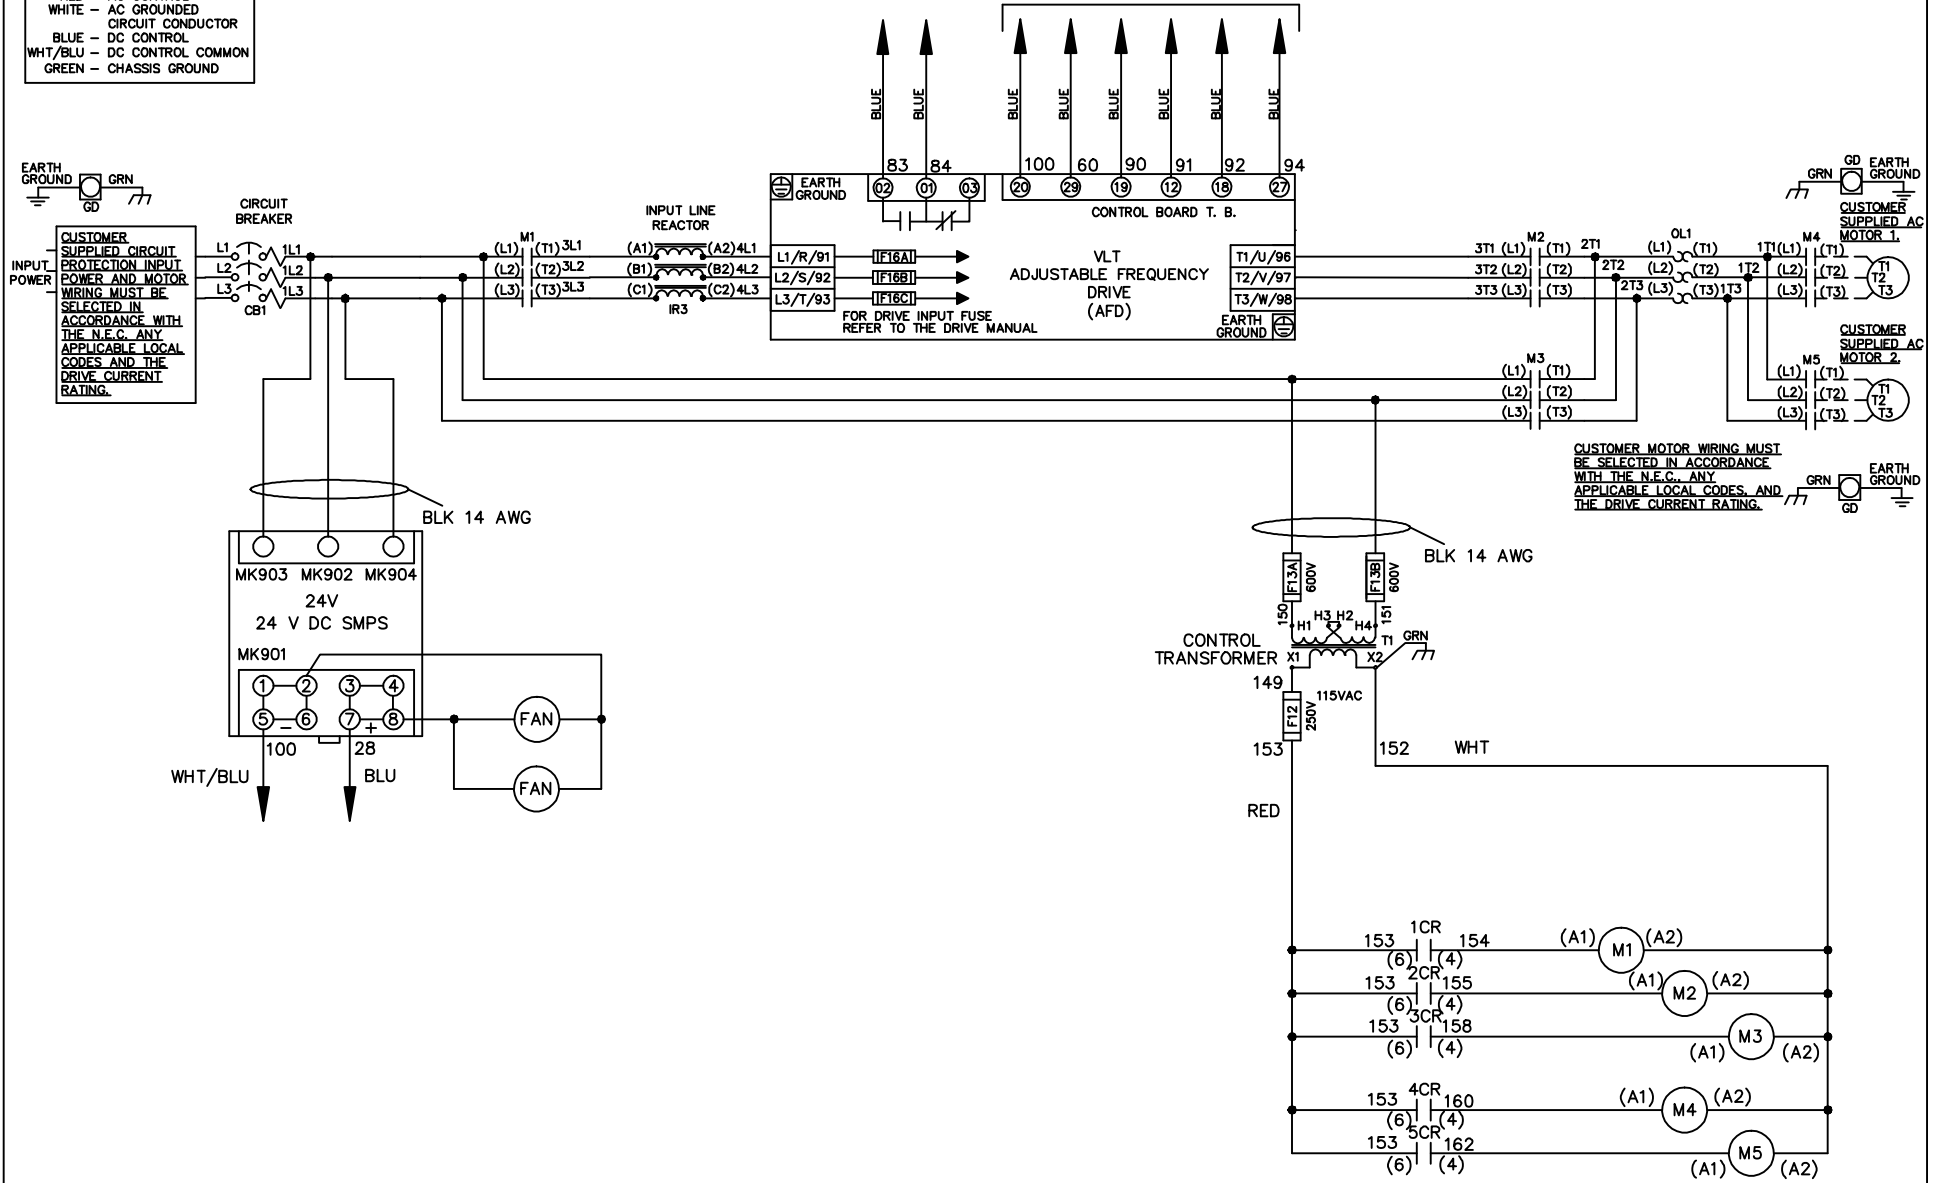 WHITE – AC GROUNDED
CIRCUIT CONDUCTOR
BLUE – DC CONTROL
WHT/BLU – DC CONTROL COMMON
GREEN – CHASSIS GROUND
BLUE
BLUE
BLUE
BLUE
BLUE
BLUE
BLUE
BLUE
83
84
100
60
90
91
92
94
EARTH
GROUND
02
01
03
20
29
19
12
18
27
CONTROL BOARD T. B.
EARTH
GROUND
GRN
GD
CIRCUIT
BREAKER
INPUT
POWER
CUSTOMER
SUPPLIED CIRCUIT
PROTECTION INPUT
POWER AND MOTOR
WIRING MUST BE
SELECTED IN
ACCORDANCE WITH
THE N.E.C. ANY
APPLICABLE LOCAL
CODES AND THE
DRIVE CURRENT
RATING.
L1
1L1
L2
1L2
L3
1L3
CB1
M1
(L1) (T1) 3L1
(L2) (T2) 3L2
(L3) (T3) 3L3
INPUT LINE
REACTOR
(A1) (A2) 4L1
(B1) (B2) 4L2
(C1) (C2) 4L3
IR3
L1/R/91
L2/S/92
L3/T/93
F16A
F16B
F16C
FOR DRIVE INPUT FUSE
REFER TO THE DRIVE MANUAL
VLT
ADJUSTABLE FREQUENCY
DRIVE
(AFD)
T1/U/96
T2/V/97
T3/W/98
EARTH
GROUND
M2
3T1 (L1) (T1) 2T1
3T2 (L2) (T2) 2T2
3T3 (L3) (T3) 2T3
OL1
(L1) (T1) 1T1
(L2) (T2) 1T2
(L3) (T3) 1T3
M4
(L1) (T1)
(L2) (T2)
(L3) (T3)
T1
T2
T3
GD
GRN
EARTH
GROUND
CUSTOMER
SUPPLIED AC
MOTOR 1.
M3
(L1) (T1)
(L2) (T2)
(L3) (T3)
M5
(L1) (T1)
(L2) (T2)
(L3) (T3)
T1
T2
T3
CUSTOMER
SUPPLIED AC
MOTOR 2.
CUSTOMER MOTOR WIRING MUST
BE SELECTED IN ACCORDANCE
WITH THE N.E.C., ANY
APPLICABLE LOCAL CODES, AND
THE DRIVE CURRENT RATING.
GRN
GD
EARTH
GROUND
BLK 14 AWG
MK903 MK902 MK904
24V
24 V DC SMPS
MK901
1 2 3 4
5 – 6 7 + 8
100
28
WHT/BLU
BLU
FAN
FAN
BLK 14 AWG
F13A
600V
F13B
600V
150
151
H1
H3
H2
H4
T1
GRN
CONTROL
TRANSFORMER
X1
X2
149
115VAC
F12
250V
153
152
WHT
RED
153 1CR 154 (A1) M1 (A2)
(6) (4)
153 2CR 155 (A1) M2 (A2)
(6) (4)
153 3CR 158 M3
(6) (4) (A1) (A2)
153 4CR 160 (A1) M4 (A2)
(6) (4)
153 5CR 162 M5
(6) (4) (A1) (A2)